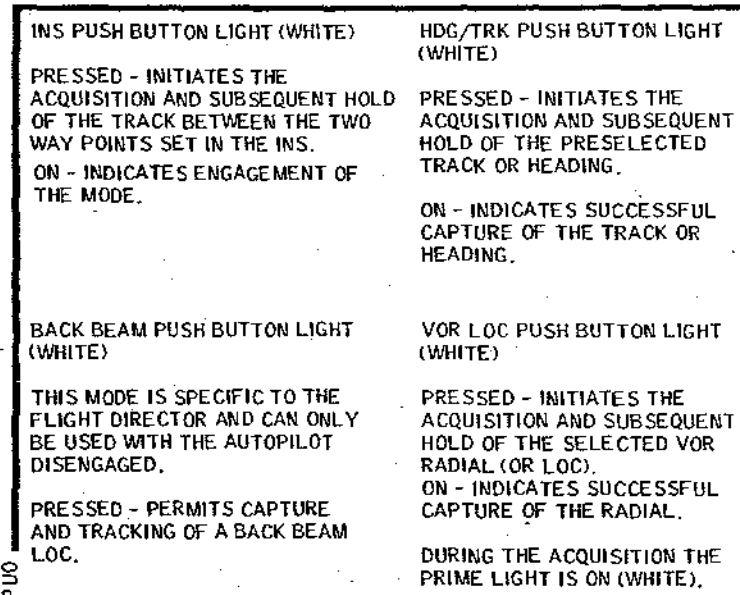 INS PUSH BUTTON LIGHT (WHITE)
PRESSED - INITIATES THE
ACQUISITION AND SUBSEQUENT HOLD
OF THE TRACK BETWEEN THE TWO
WAY POINTS SET IN THE INS.
ON - INDICATES ENGAGEMENT OF
THE MODE.
HDG/TRK PUSH BUTTON LIGHT
(WHITE)
PRESSED - INITIATES THE
ACQUISITION AND SUBSEQUENT
HOLD OF THE PRESELECTED
TRACK OR HEADING.
ON - INDICATES SUCCESSFUL
CAPTURE OF THE TRACK OR
HEADING.
BACK BEAM PUSH BUTTON LIGHT
(WHITE)
THIS MODE IS SPECIFIC TO THE
FLIGHT DIRECTOR AND CAN ONLY
BE USED WITH THE AUTOPILOT
DISENGAGED.
PRESSED - PERMITS CAPTURE
AND TRACKING OF A BACK BEAM
LOC.
VOR LOC PUSH BUTTON LIGHT
(WHITE)
PRESSED - INITIATES THE
ACQUISITION AND SUBSEQUENT
HOLD OF THE SELECTED VOR
RADIAL (OR LOC).
ON - INDICATES SUCCESSFUL
CAPTURE OF THE RADIAL.
DURING THE ACQUISITION THE
PRIME LIGHT IS ON (WHITE).